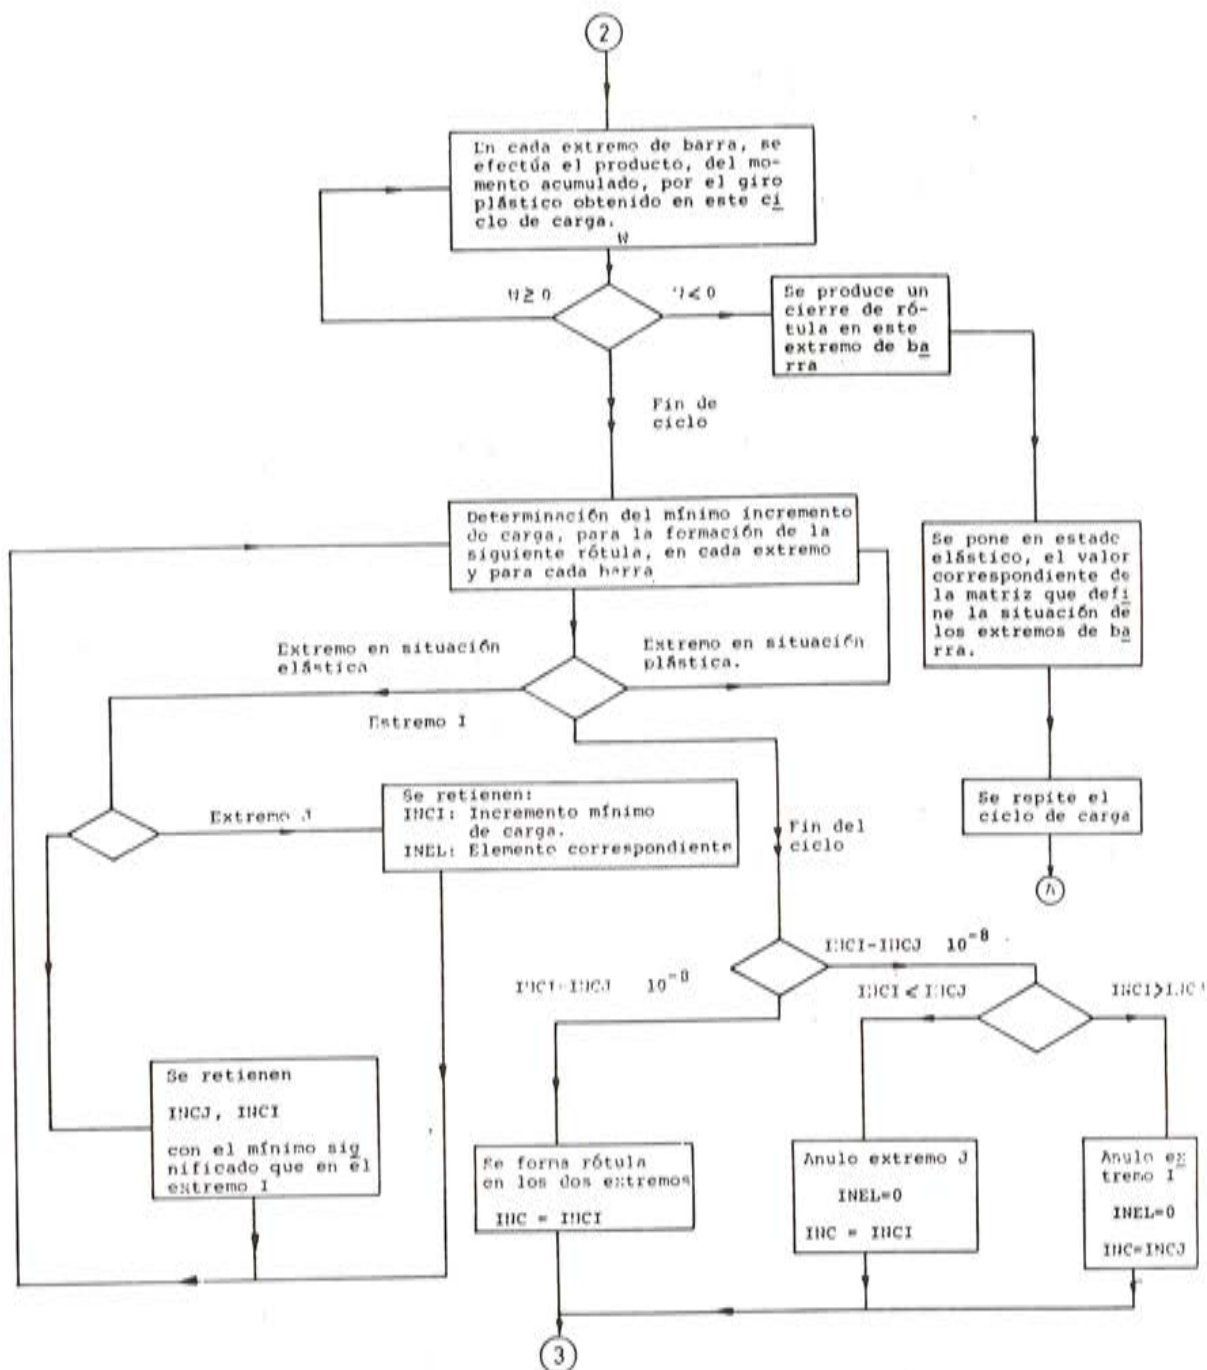 2
En cada extremo de barra, se
efectúa el producto, del mo-
mento acumulado, por el giro
plástico obtenido en este ci
clo de carga.
W
≥ 0
< 0
Se produce un
cierre de ró-
tula en este
extremo de ba
rra
Fin de
ciclo
Determinación del mínimo incremento
de carga, para la formación de la
siguiente rótula, en cada extremo
y para cada barra
Se pone en estado
elástico, el valor
correspondiente de
la matriz que defi
ne la situación de
los extremos de ba
rra.
Extremo en situación
elástica
Extremo en situación
plástica.
Estremo I
Extremo J
Se retienen:
INCI: Incremento mínimo
de carga.
INEL: Elemento correspondiente
Fin del
ciclo
Se repite el
ciclo de carga
A
INCI-INCJ 10⁻⁸
INCI-INCJ 10⁻⁸
INCI < INCJ
INCI>INCJ
Se retienen
INCJ, INCI
con el mínimo sig
nificado que en el
extremo I
Se forma rótula
en los dos extremos
INC = INCI
Anulo extremo J
INEL=0
INC = INCI
Anulo ex
tremo I
INEL=0
INC=INCJ
3